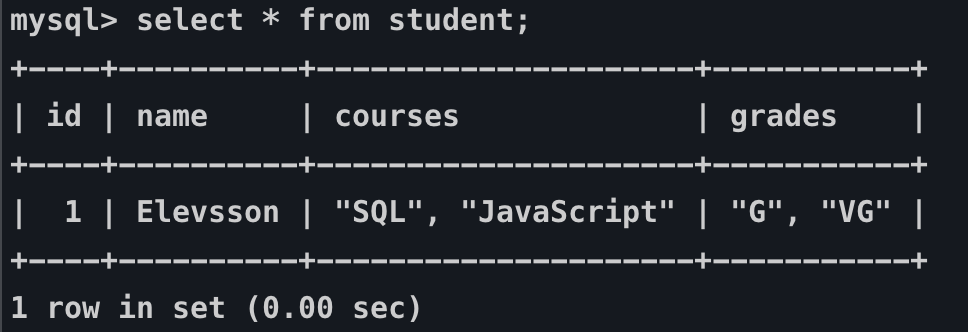 mysql> select * from student;
+----+----------+---------------------+-----------+
| id | name     | courses             | grades    |
+----+----------+---------------------+-----------+
|  1 | Elevsson | "SQL", "JavaScript" | "G", "VG" |
+----+----------+---------------------+-----------+
1 row in set (0.00 sec)